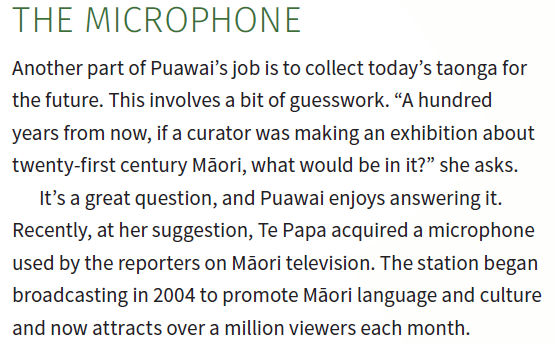 THE MICROPHONE
Another part of Puawai’s job is to collect today’s taonga for
the future. This involves a bit of guesswork. “A hundred
years from now, if a curator was making an exhibition about
twenty-first century Māori, what would be in it?” she asks.
It’s a great question, and Puawai enjoys answering it.
Recently, at her suggestion, Te Papa acquired a microphone
used by the reporters on Māori television. The station began
broadcasting in 2004 to promote Māori language and culture
and now attracts over a million viewers each month.